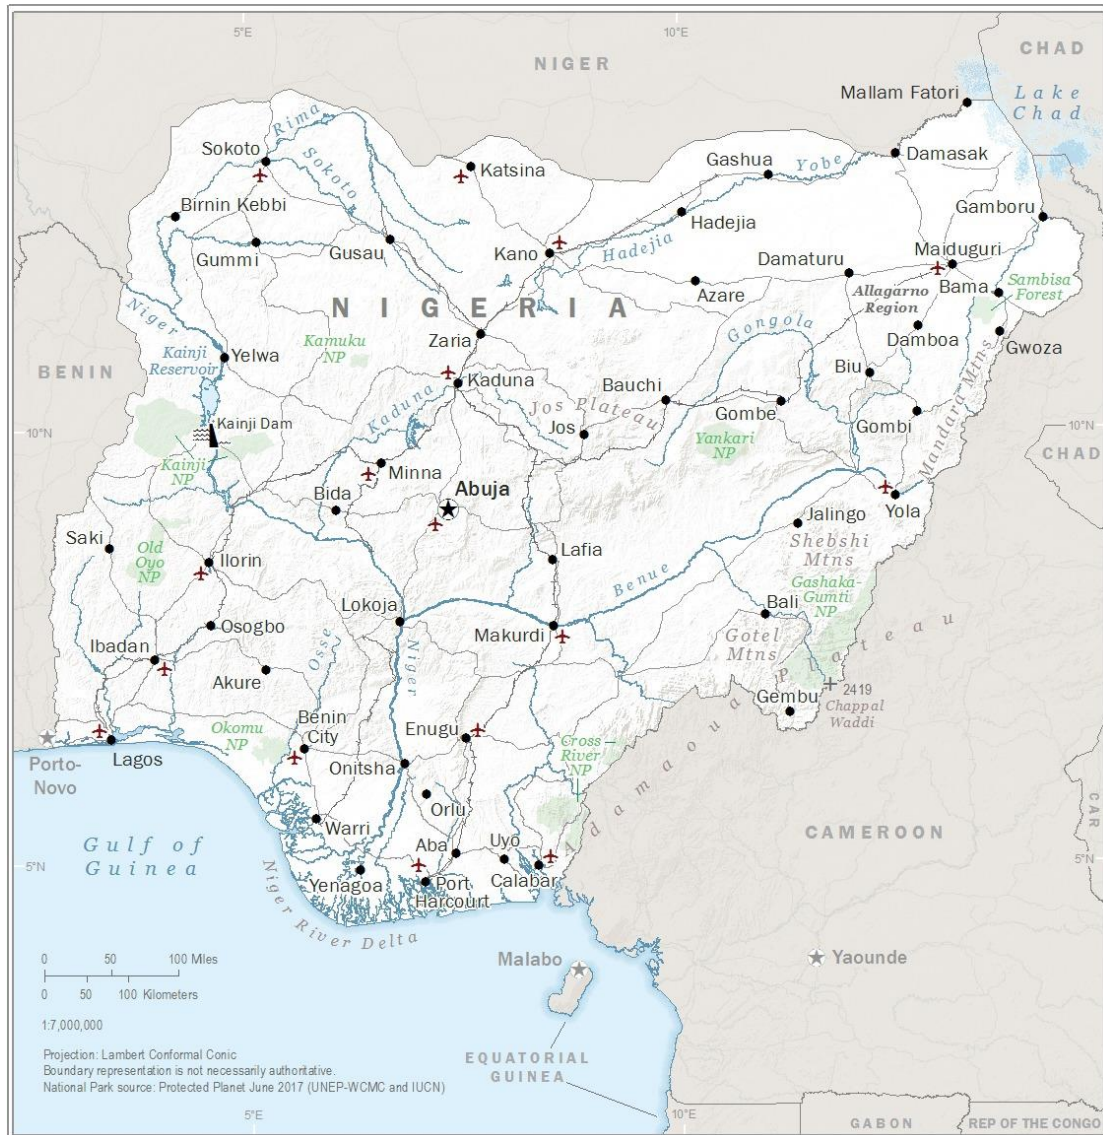 5°E
10°E
NIGER
CHAD
Lake
Chad
Mallam Fatori
Rima
Sokoto
Sokoto
Katsina
Gashua
Yobe
Damasak
Birnin Kebbi
Hadejia
Gamboru
Gummi
Gusau
Kano
Hadejia
Maiduguri
Damaturu
Bama
Sambisa
Forest
Azare
Allagarno
Region
NIGERIA
Niger
Kamuku
NP
Zaria
Gongola
Damboa
Gwoza
Kainji
Reservoir
Yelwa
BENIN
Kaduna
Kaduna
Bauchi
Biu
Mandara Mtns
Jos Plateau
Gombe
Kainji Dam
Jos
Gombi
10°N
10°N
Yankari
NP
CHAD
Kainji
NP
Minna
Bida
Abuja
Yola
Jalingo
Shebshi
Mtns
Saki
Old
Oyo
NP
Ilorin
Lafia
Benue
Gashaka-
Gumti
NP
Bali
Lokoja
Osogbo
Makurdi
Gotel
Mtns
Ibadan
Osse
Niger
Akure
Adamaoua Plateau
2419
Chappal
Waddi
Gembu
Okomu
NP
Benin
City
Enugu
Cross
River
NP
Lagos
Onitsha
Porto-
Novo
Orlu
Warri
CAMEROON
CAR
Gulf of
Guinea
Aba
Uyo
5°N
5°N
Yenagoa
Port
Harcourt
Calabar
Niger River Delta
Malabo
Yaounde
0 50 100 Miles
0 50 100 Kilometers
1:7,000,000
EQUATORIAL
GUINEA
Projection: Lambert Conformal Conic
Boundary representation is not necessarily authoritative.
National Park source: Protected Planet June 2017 (UNEP-WCMC and IUCN)
5°E
10°E
GABON
REP OF THE CONGO